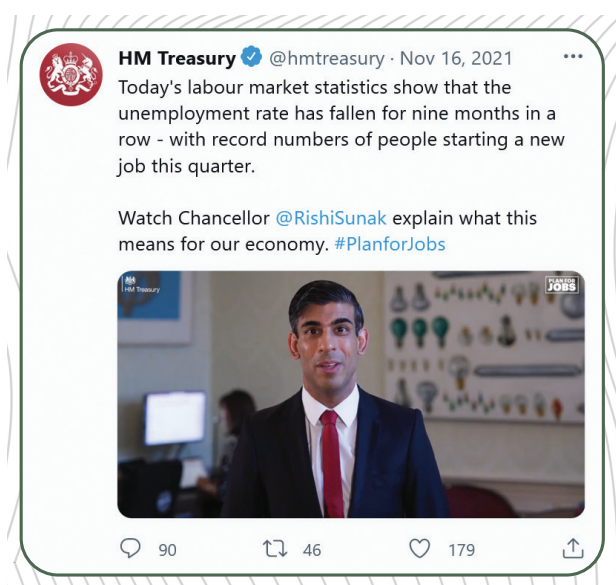 HM Treasury @hmtreasury · Nov 16, 2021 ···
Today's labour market statistics show that the
unemployment rate has fallen for nine months in a
row - with record numbers of people starting a new
job this quarter.
Watch Chancellor @RishiSunak explain what this
means for our economy. #PlanforJobs
HM Treasury
PLAN FOR
JOBS
90 46 179